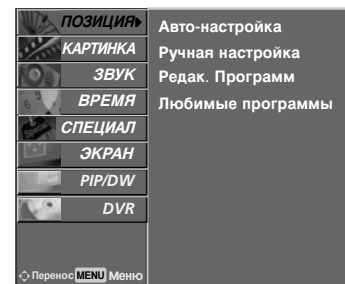 ПОЗИЦИЯ
КАРТИНКА
ЗВУК
ВРЕМЯ
СПЕЦИАЛ
ЭКРАН
PIP/DW
DVR
Перенос MENU Меню
Авто-настройка
Ручная настройка
Редак. Программ
Любимые программы